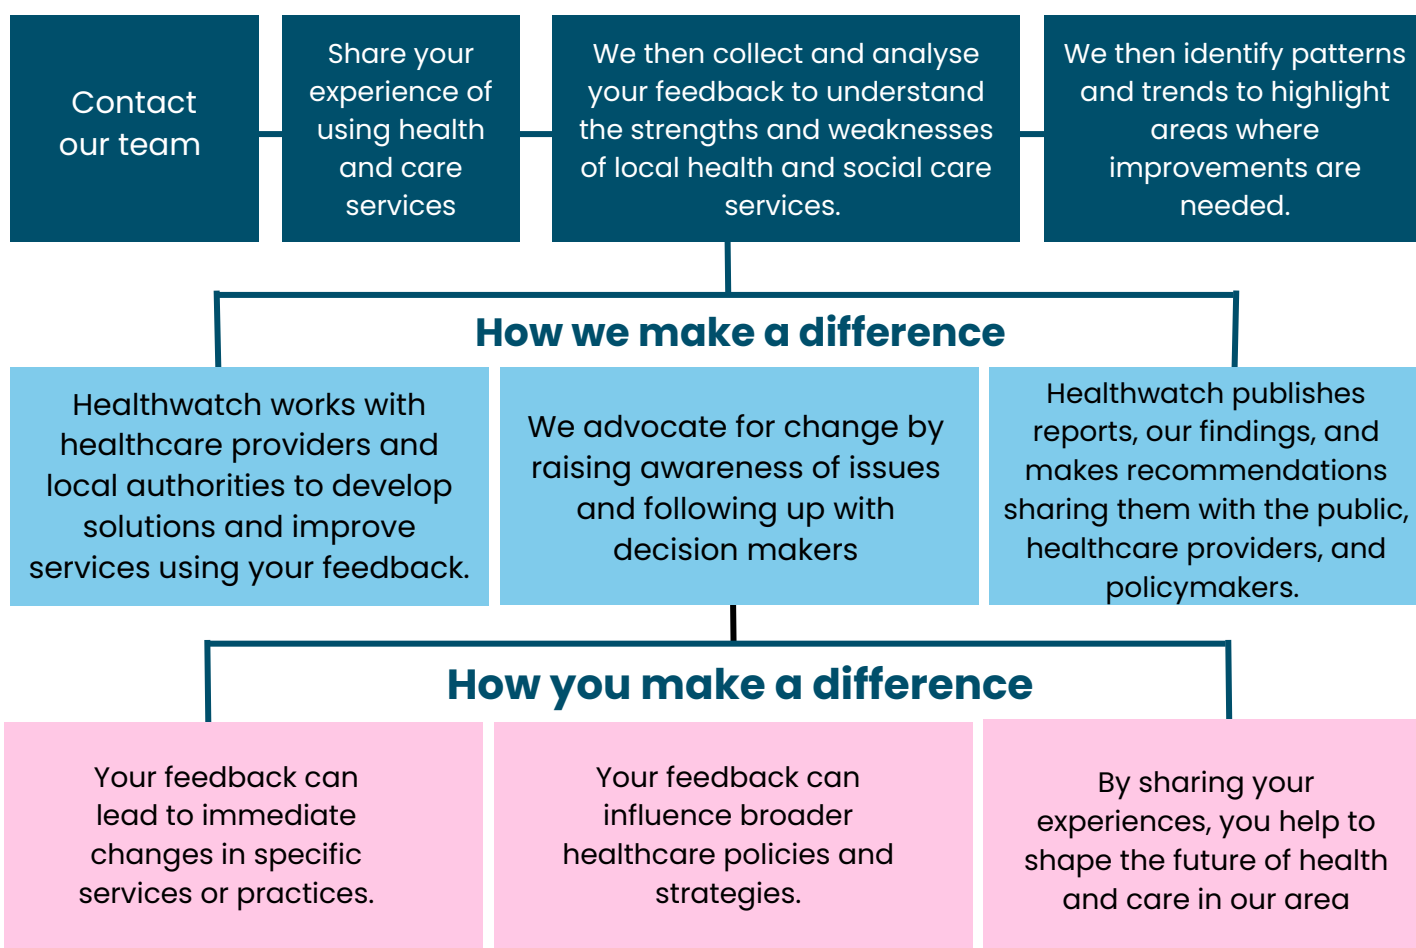 Contact
our team
Share your
experience of
using health
and care
services
We then collect and analyse
your feedback to understand
the strengths and weaknesses
of local health and social care
services.
We then identify patterns
and trends to highlight
areas where
improvements are
needed.
How we make a difference
Healthwatch works with
healthcare providers and
local authorities to develop
solutions and improve
services using your feedback.
We advocate for change by
raising awareness of issues
and following up with
decision makers
Healthwatch publishes
reports, our findings, and
makes recommendations
sharing them with the public,
healthcare providers, and
policymakers.
How you make a difference
Your feedback can
lead to immediate
changes in specific
services or practices.
Your feedback can
influence broader
healthcare policies and
strategies.
By sharing your
experiences, you help to
shape the future of health
and care in our area